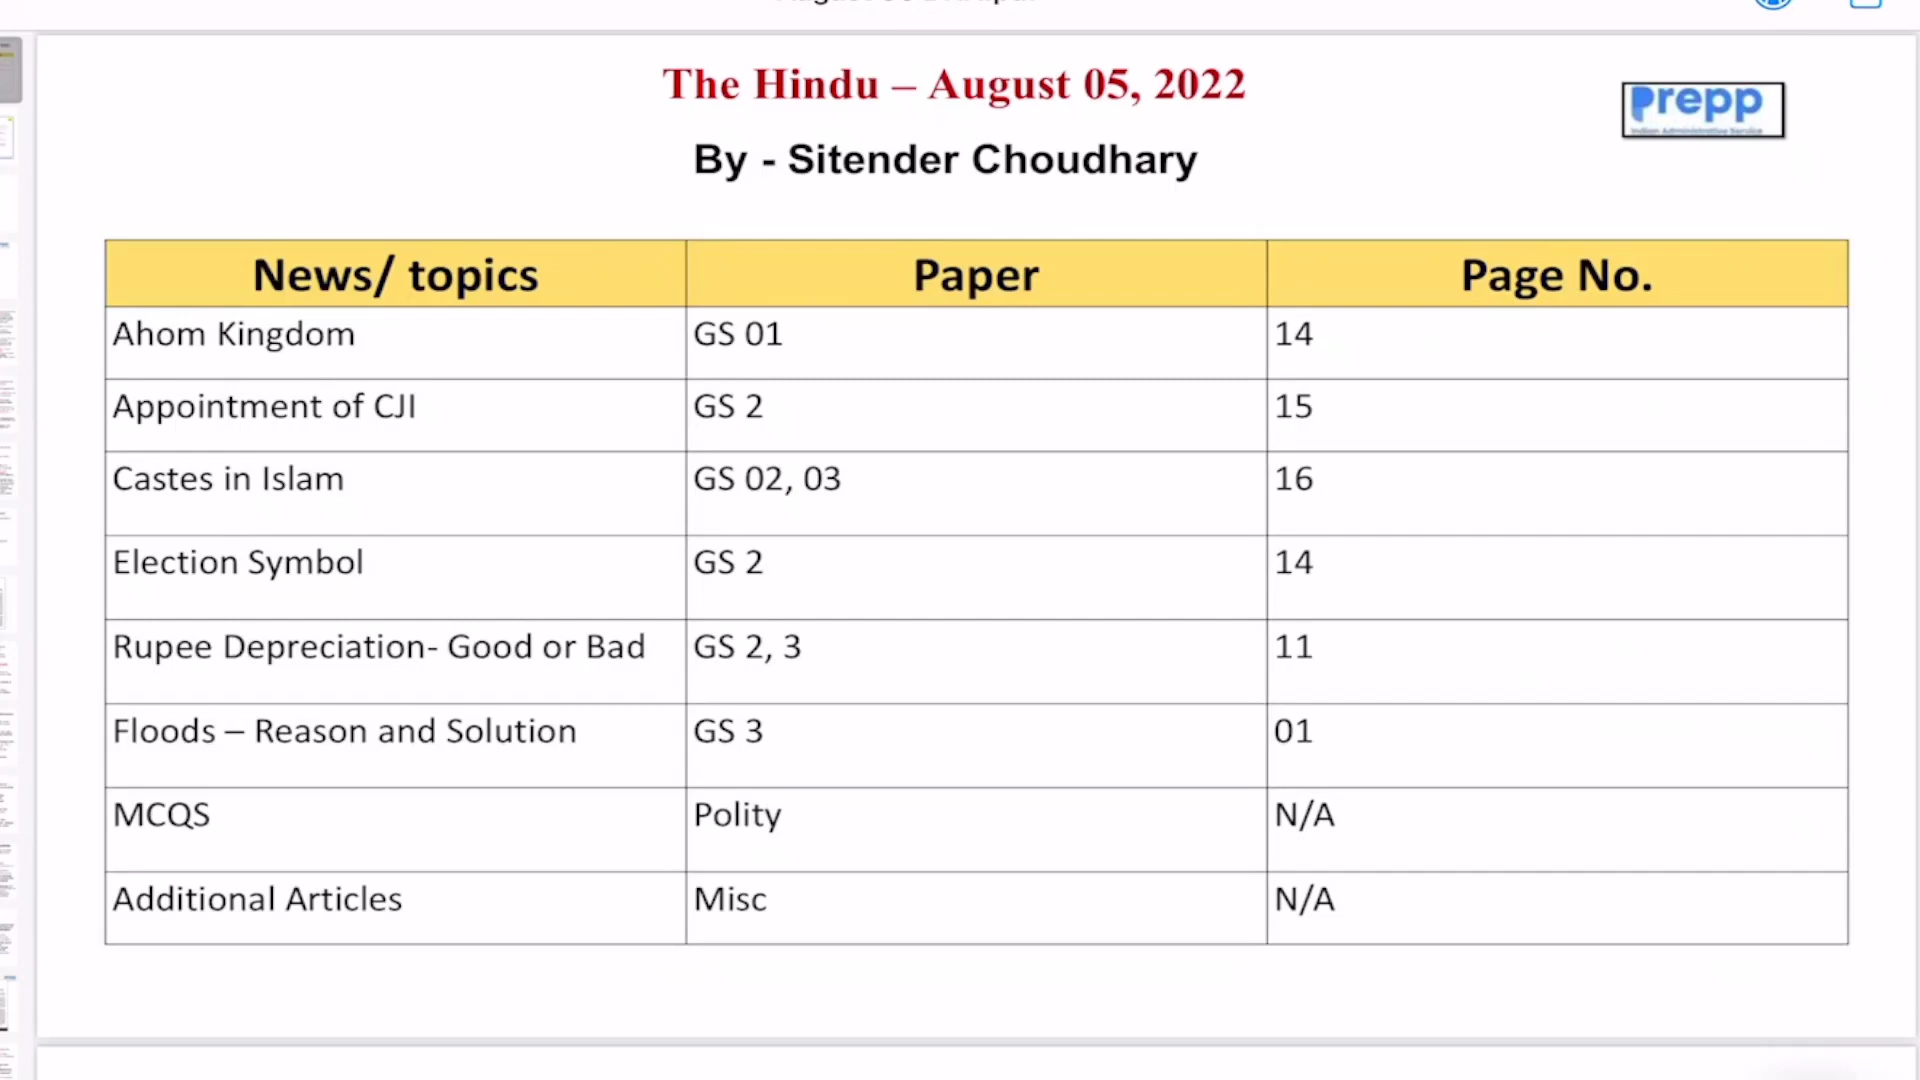 The Hindu – August 05, 2022
prepp
Indian Administrative Service
By - Sitender Choudhary
News/ topics Paper Page No.
Ahom Kingdom GS 01 14
Appointment of CJI GS 2 15
Castes in Islam GS 02, 03 16
Election Symbol GS 2 14
Rupee Depreciation- Good or Bad GS 2, 3 11
Floods – Reason and Solution GS 3 01
MCQS Polity N/A
Additional Articles Misc N/A